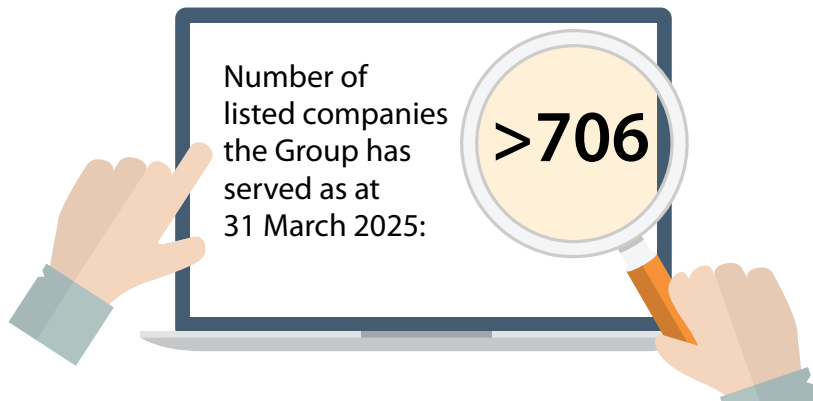 Number of
listed companies
the Group has
served as at
31 March 2025:
>706